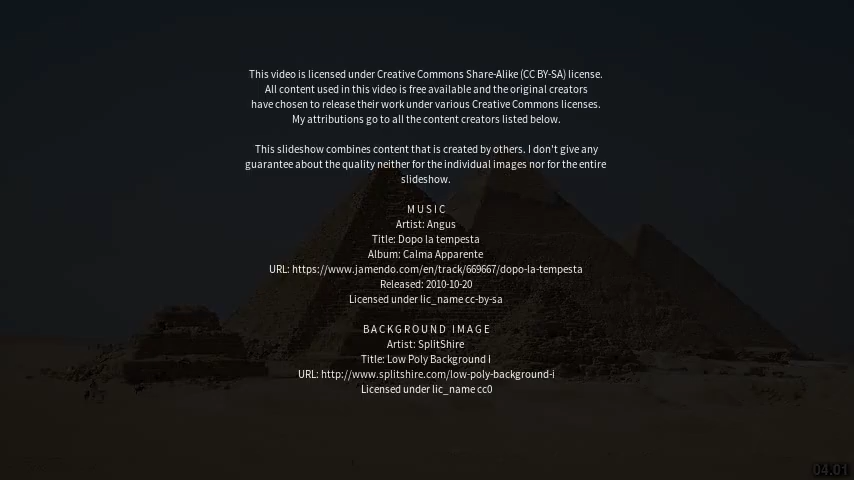 This video is licensed under Creative Commons Share-Alike (CC BY-SA) license.
All content used in this video is free available and the original creators
have chosen to release their work under various Creative Commons licenses.
My attributions go to all the content creators listed below.
This slideshow combines content that is created by others. I don't give any
guarantee about the quality neither for the individual images nor for the entire
slideshow.
MUSIC
Artist: Angus
Title: Dopo la tempesta
Album: Calma Apparente
URL: https://www.jamendo.com/en/track/669667/dopo-la-tempesta
Released: 2010-10-20
Licensed under lic_name cc-by-sa
BACKGROUND IMAGE
Artist: SplitShire
Title: Low Poly Background I
URL: http://www.splitshire.com/low-poly-background-i
Licensed under lic_name cc0
04.01